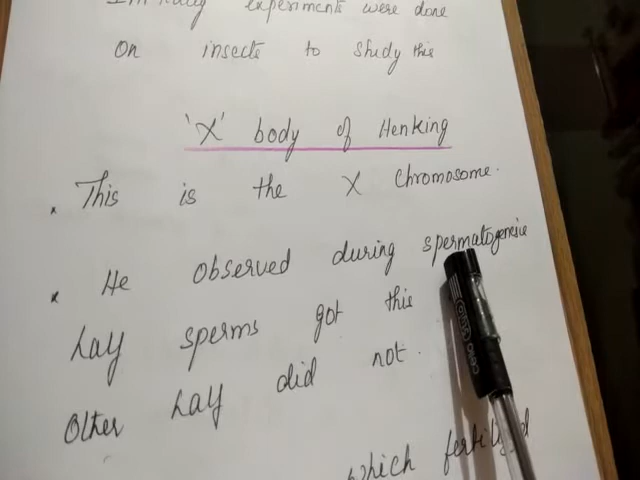 Initially experiments were done
On insects to study this
'X' body of Henking
This is the X Chromosome.
He observed during spermatogenesis
half sperms got this
Other half did not.
which fertilized